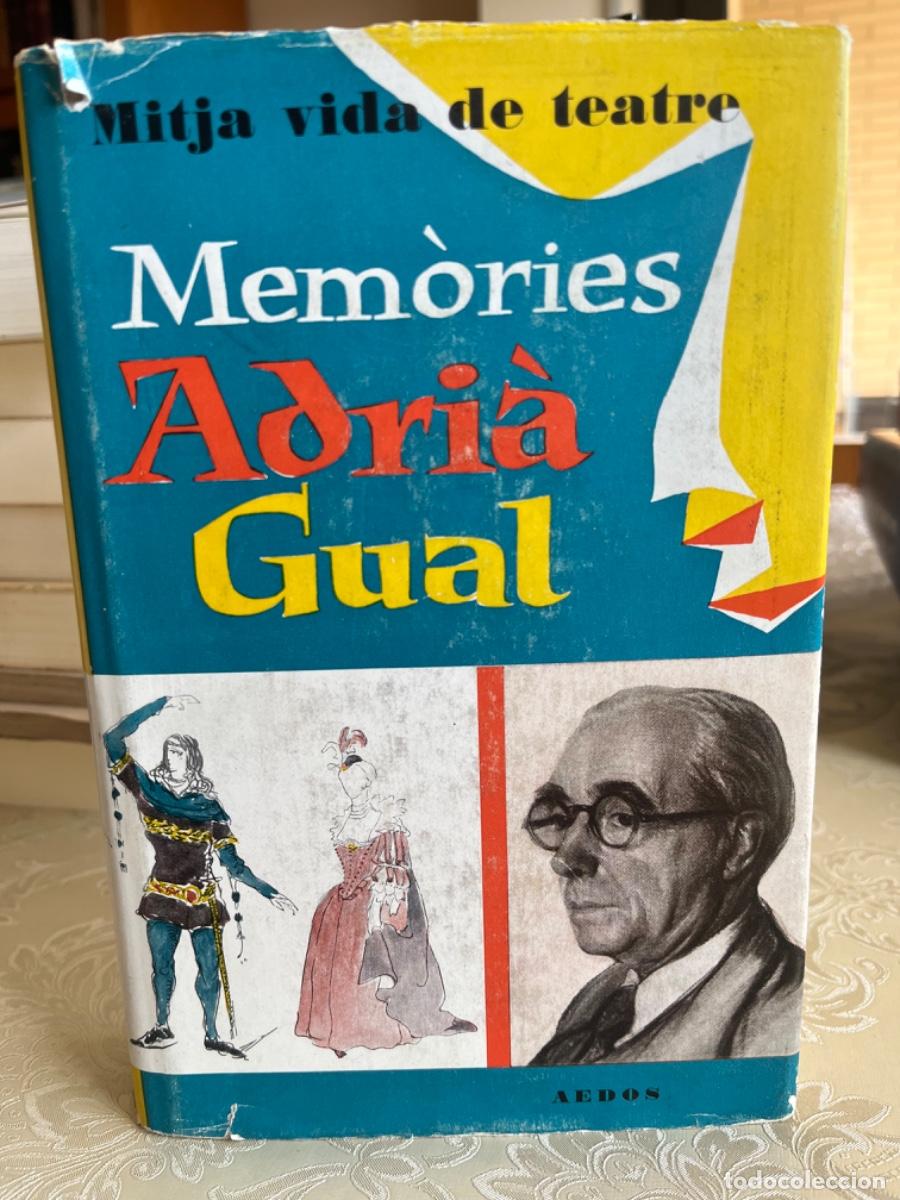 Mitja vida de teatre
Memòries
Adrià
Gual
AEDOS
todocoleccion